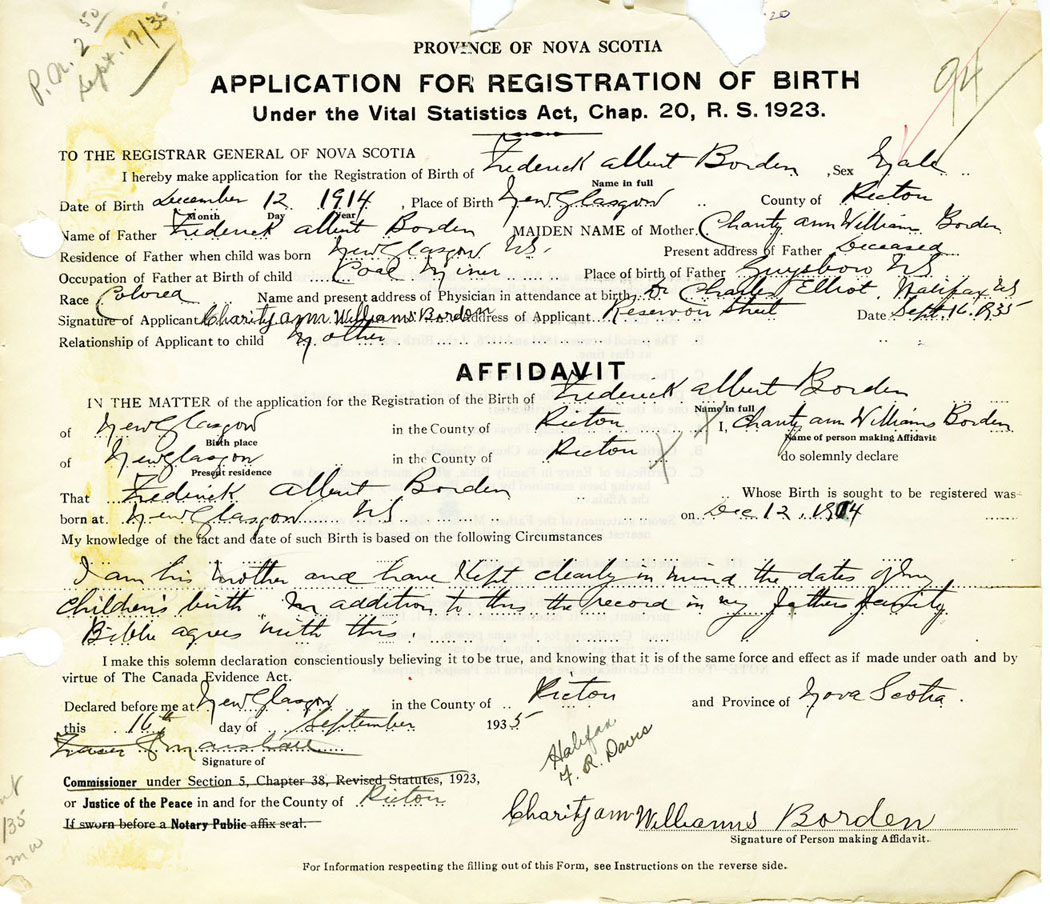 P.N. 2 50
Sept. 17/35
20
94
PROVINCE OF NOVA SCOTIA
APPLICATION FOR REGISTRATION OF BIRTH
Under the Vital Statistics Act, Chap. 20, R. S. 1923.
TO THE REGISTRAR GENERAL OF NOVA SCOTIA
I hereby make application for the Registration of Birth of Frederick Albert Borden, Sex Male
Name in full
Date of Birth December 12 1914, Place of Birth New Glasgow County of Pictou
Month Day Year
Name of Father Frederick Albert Borden MAIDEN NAME of Mother Charity ann Williams Borden
Residence of Father when child was born New Glasgow NS. Present address of Father Deceased
Occupation of Father at Birth of child Coal Miner Place of birth of Father Guysboro NS
Race Colored Name and present address of Physician in attendance at birth Dr Charles Elliot, Halifax NS
Signature of Applicant Charity ann Williams Borden Address of Applicant Reservoir Street Date Sept 16 1935
Relationship of Applicant to child Mother
AFFIDAVIT
IN THE MATTER of the application for the Registration of the Birth of Frederick Albert Borden
Name in full
of New Glasgow in the County of Pictou I, Charity ann Williams Borden
Birth place Name of person making Affidavit
of New Glasgow in the County of Pictou do solemnly declare
Present residence
That Frederick Albert Borden Whose Birth is sought to be registered was
born at New Glasgow NS on Dec 12, 1914
My knowledge of the fact and date of such Birth is based on the following Circumstances
I am his mother and have kept clearly in mind the dates of my
children's birth. In addition to this the record in my fathers family
Bible agrees with this.
I make this solemn declaration conscientiously believing it to be true, and knowing that it is of the same force and effect as if made under oath and by
virtue of The Canada Evidence Act.
Declared before me at New Glasgow in the County of Pictou and Province of Nova Scotia.
this 16th day of September 1935
Signature of
Halifax
F. R. Davis
Commissioner under Section 5, Chapter 38, Revised Statutes, 1923,
or Justice of the Peace in and for the County of Pictou
If sworn before a Notary Public affix seal.
/35
mw
Charity ann Williams Borden
Signature of Person making Affidavit.
For Information respecting the filling out of this Form, see Instructions on the reverse side.